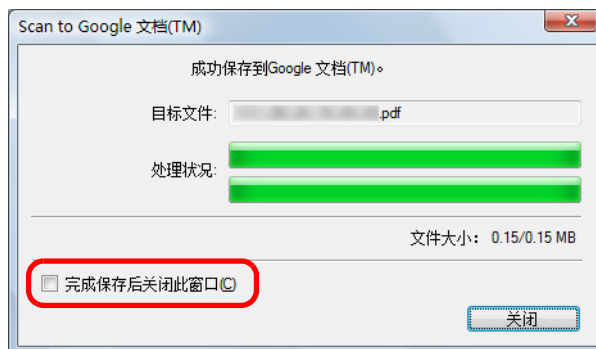 Scan to Google 文档(TM)
成功保存到Google 文档(TM)。
目标文件: .pdf
处理状况:
文件大小: 0.15/0.15 MB
完成保存后关闭此窗口(C)
关闭